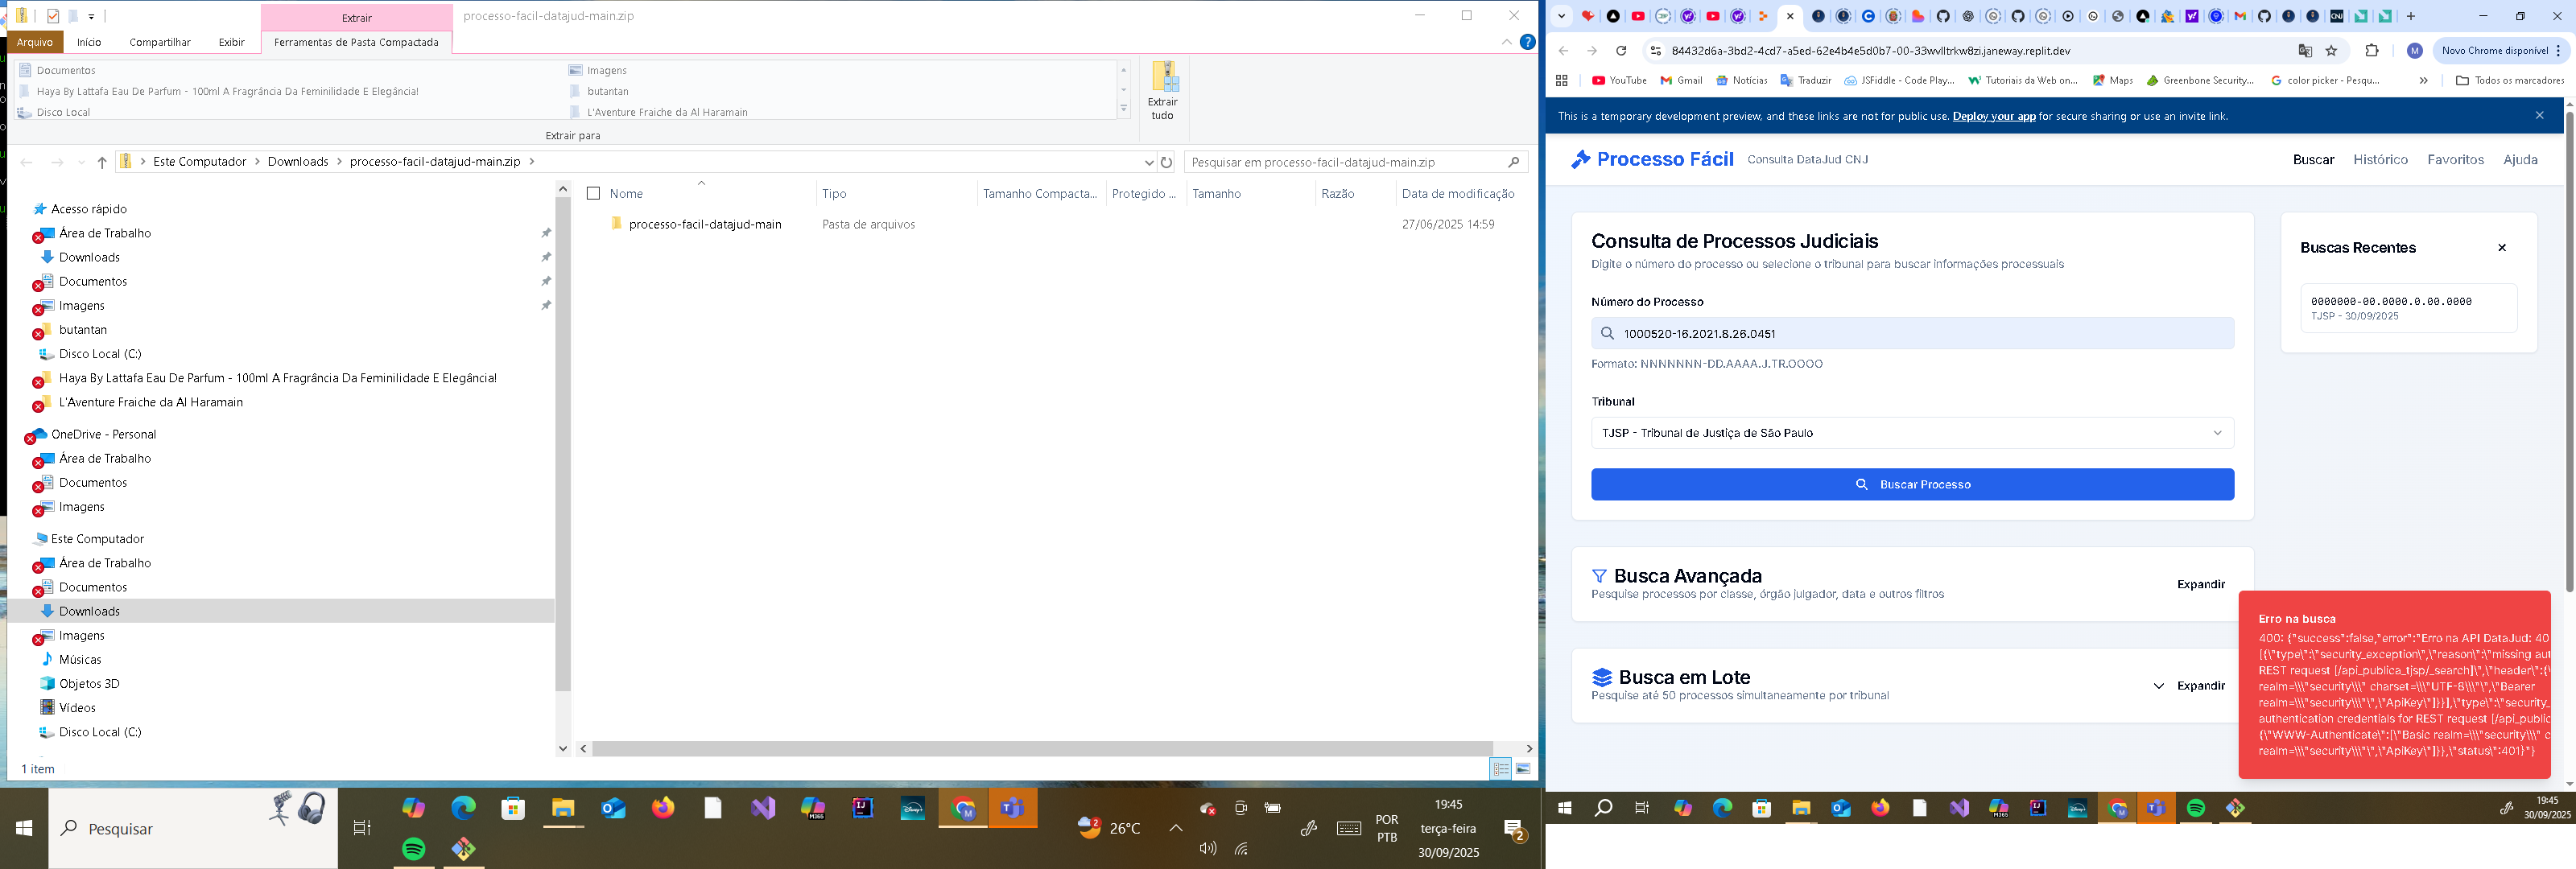 Extrair
processo-facil-datajud-main.zip
Arquivo
Início
Compartilhar
Exibir
Ferramentas de Pasta Compactada
Documentos
Imagens
Haya By Lattafa Eau De Parfum - 100ml A Fragrância Da Feminilidade E Elegância!
butantan
Disco Local
L'Aventure Fraiche da Al Haramain
Extrair para
Extrair
tudo
Este Computador
Downloads
processo-facil-datajud-main.zip
Pesquisar em processo-facil-datajud-main.zip
Nome
Tipo
Tamanho Compacta...
Protegido ...
Tamanho
Razão
Data de modificação
processo-facil-datajud-main
Pasta de arquivos
27/06/2025 14:59
Acesso rápido
Área de Trabalho
Downloads
Documentos
Imagens
butantan
Disco Local (C:)
Haya By Lattafa Eau De Parfum - 100ml A Fragrância Da Feminilidade E Elegância!
L'Aventure Fraiche da Al Haramain
OneDrive - Personal
Área de Trabalho
Documentos
Imagens
Este Computador
Área de Trabalho
Documentos
Downloads
Imagens
Músicas
Objetos 3D
Vídeos
Disco Local (C:)
1 item
Pesquisar
26°C
POR
PTB
19:45
terça-feira
30/09/2025
2
84432d6a-3bd2-4cd7-a5ed-62e4b4e5d0b7-00-33wvlltrkw8zi.janeway.replit.dev
M
Novo Chrome disponível
YouTube
Gmail
Notícias
Traduzir
JSFiddle - Code Play...
Tutoriais da Web on...
Maps
Greenbone Security...
color picker - Pesqu...
Todos os marcadores
This is a temporary development preview, and these links are not for public use. Deploy your app for secure sharing or use an invite link.
Processo Fácil
Consulta DataJud CNJ
Buscar
Histórico
Favoritos
Ajuda
Consulta de Processos Judiciais
Digite o número do processo ou selecione o tribunal para buscar informações processuais
Número do Processo
1000520-16.2021.8.26.0451
Formato: NNNNNNN-DD.AAAA.J.TR.OOOO
Tribunal
TJSP - Tribunal de Justiça de São Paulo
Buscar Processo
Buscas Recentes
0000000-00.0000.0.00.0000
TJSP - 30/09/2025
Busca Avançada
Pesquise processos por classe, órgão julgador, data e outros filtros
Expandir
Busca em Lote
Pesquise até 50 processos simultaneamente por tribunal
Expandir
Erro na busca
400: {"success":false,"error":"Erro na API DataJud: 40
[{\"type\":\"security_exception\",\"reason\":\"missing aut
REST request [/api_publica_tjsp/_search]\",\"header\":{\
realm=\\\"security\\\" charset=\\\"UTF-8\\\"\",\"Bearer
realm=\\\"security\\\"\",\"ApiKey\"]}}],\"type\":\"security_
authentication credentials for REST request [/api_public
{\"WWW-Authenticate\":[\"Basic realm=\\\"security\\\" c
realm=\\\"security\\\"\",\"ApiKey\"]}},\"status\":401}"}
19:45
30/09/2025